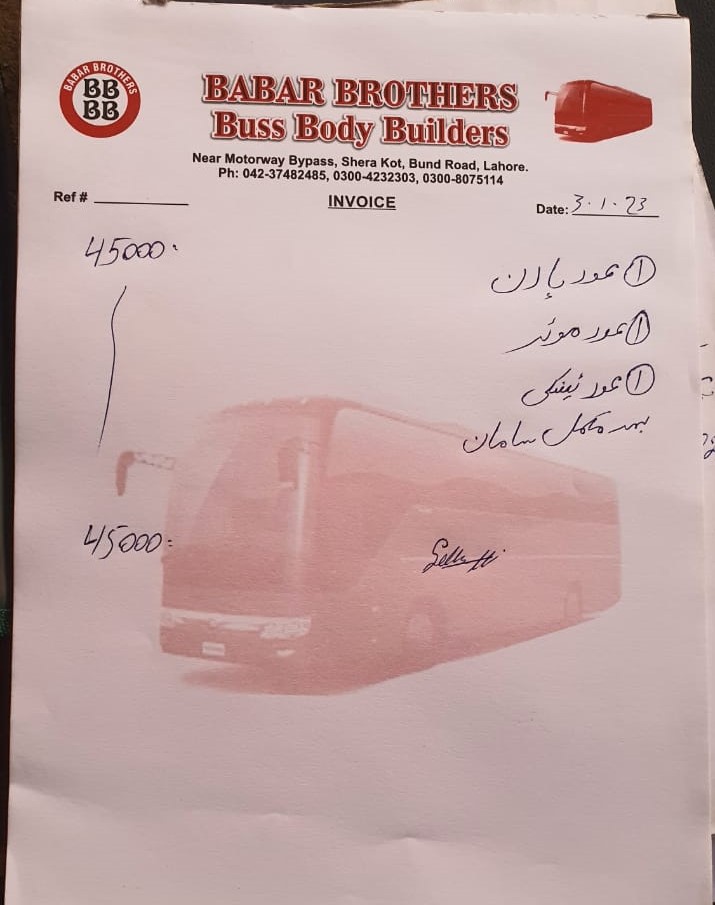 BABAR BROTHERS
BB
BB
BABAR BROTHERS
Buss Body Builders
Near Motorway Bypass, Shera Kot, Bund Road, Lahore.
Ph: 042-37482485, 0300-4232303, 0300-8075114
Ref #
INVOICE
Date: 3.1.23
45000
① عدد ہارن
① عدد موٹر
① عدد ٹینکی
بمعہ مکمل سامان
45000